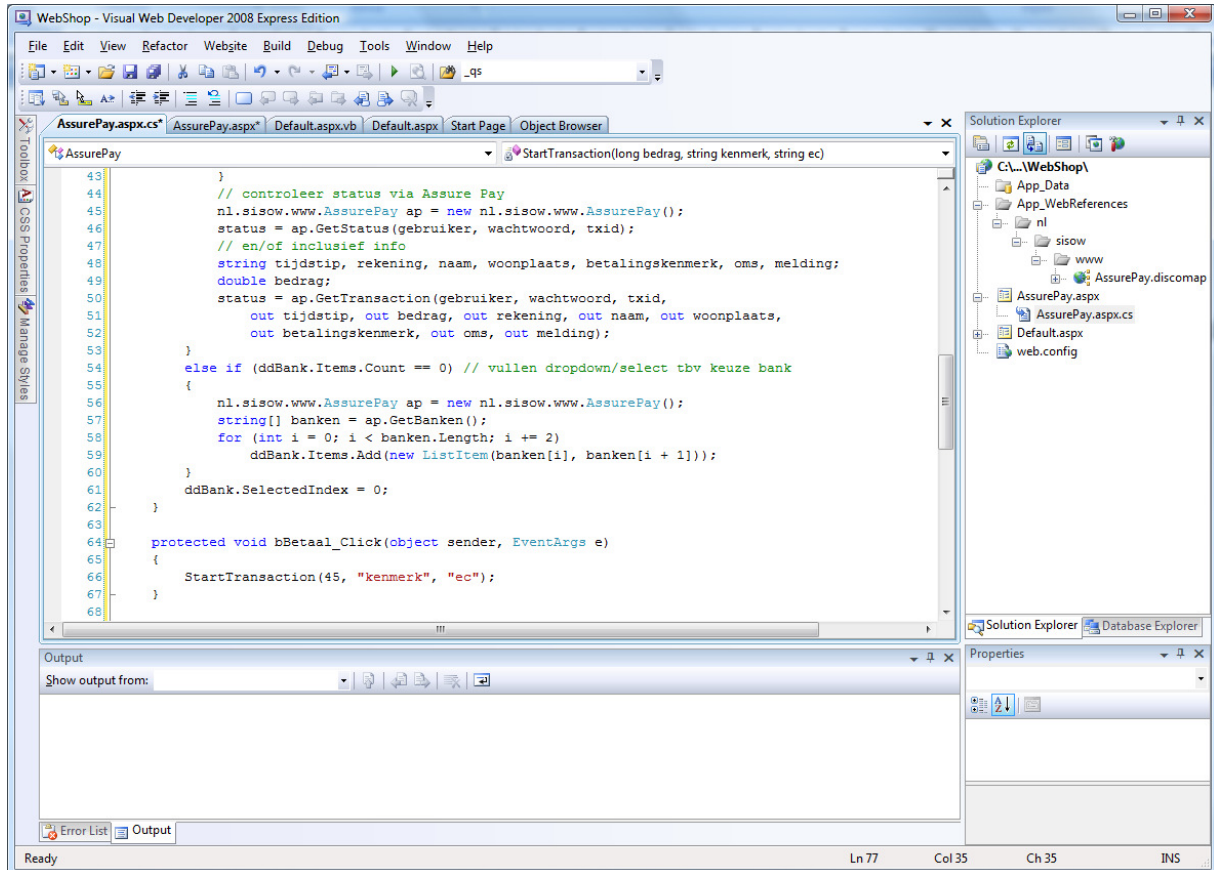 WebShop - Visual Web Developer 2008 Express Edition
File Edit View Refactor Website Build Debug Tools Window Help
_qs
AssurePay.aspx.cs* AssurePay.aspx* Default.aspx.vb Default.aspx Start Page Object Browser
AssurePay StartTransaction(long bedrag, string kenmerk, string ec)
Toolbox
CSS Properties
Manage Styles
43 }
44 // controleer status via Assure Pay
45 nl.sisow.www.AssurePay ap = new nl.sisow.www.AssurePay();
46 status = ap.GetStatus(gebruiker, wachtwoord, txid);
47 // en/of inclusief info
48 string tijdstip, rekening, naam, woonplaats, betalingskenmerk, oms, melding;
49 double bedrag;
50 status = ap.GetTransaction(gebruiker, wachtwoord, txid,
51 out tijdstip, out bedrag, out rekening, out naam, out woonplaats,
52 out betalingskenmerk, out oms, out melding);
53 }
54 else if (ddBank.Items.Count == 0) // vullen dropdown/select tbv keuze bank
55 {
56 nl.sisow.www.AssurePay ap = new nl.sisow.www.AssurePay();
57 string[] banken = ap.GetBanken();
58 for (int i = 0; i < banken.Length; i += 2)
59 ddBank.Items.Add(new ListItem(banken[i], banken[i + 1]));
60 }
61 ddBank.SelectedIndex = 0;
62 }
63
64 protected void bBetaal_Click(object sender, EventArgs e)
65 {
66 StartTransaction(45, "kenmerk", "ec");
67 }
68
Solution Explorer
C:\...\WebShop\
App_Data
App_WebReferences
nl
sisow
www
AssurePay.discomap
AssurePay.aspx
AssurePay.aspx.cs
Default.aspx
web.config
Solution Explorer Database Explorer
Output
Show output from:
Properties
Error List Output
Ready Ln 77 Col 35 Ch 35 INS